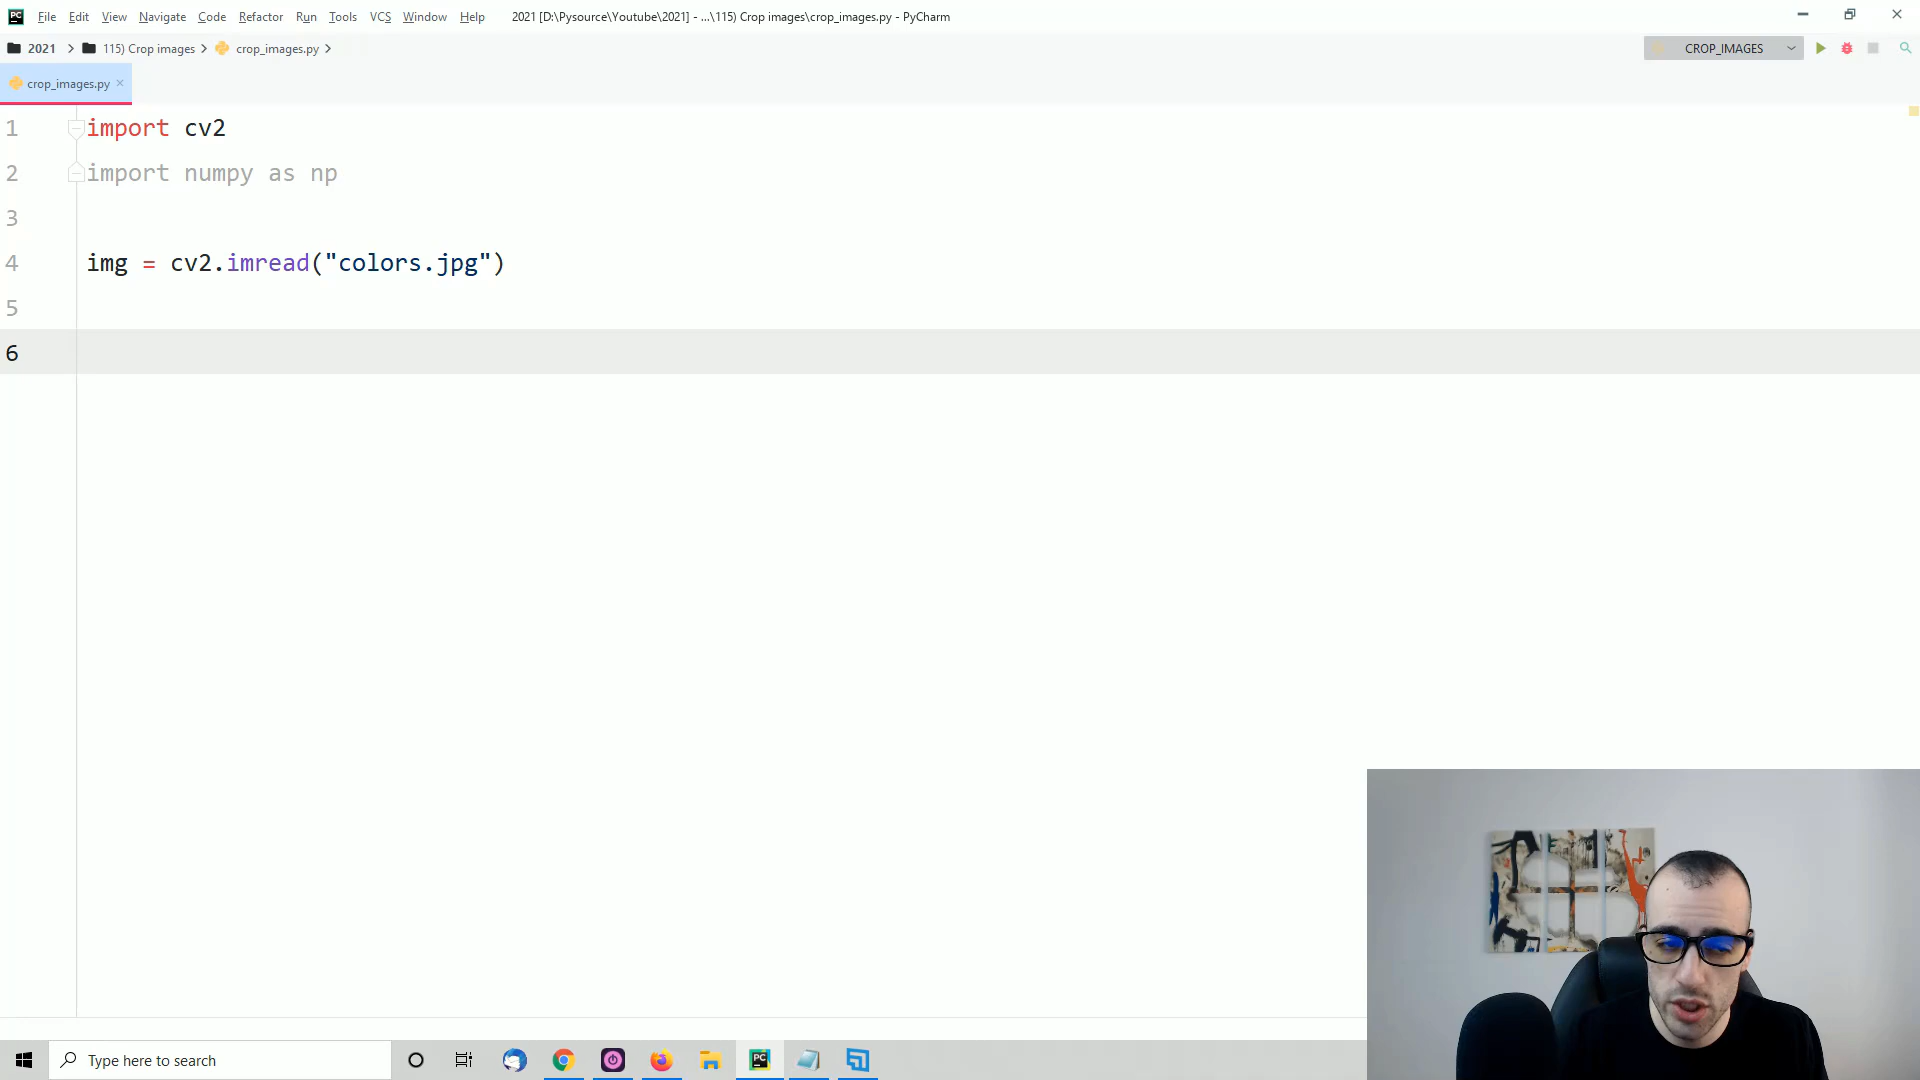 PC File Edit View Navigate Code Refactor Run Tools VCS Window Help 2021 [D:\Pysource\Youtube\2021] - ...\115) Crop images\crop_images.py - PyCharm
2021 115) Crop images crop_images.py CROP_IMAGES
crop_images.py
1 import cv2
2 import numpy as np
3
4 img = cv2.imread("colors.jpg")
5
6
Type here to search PC